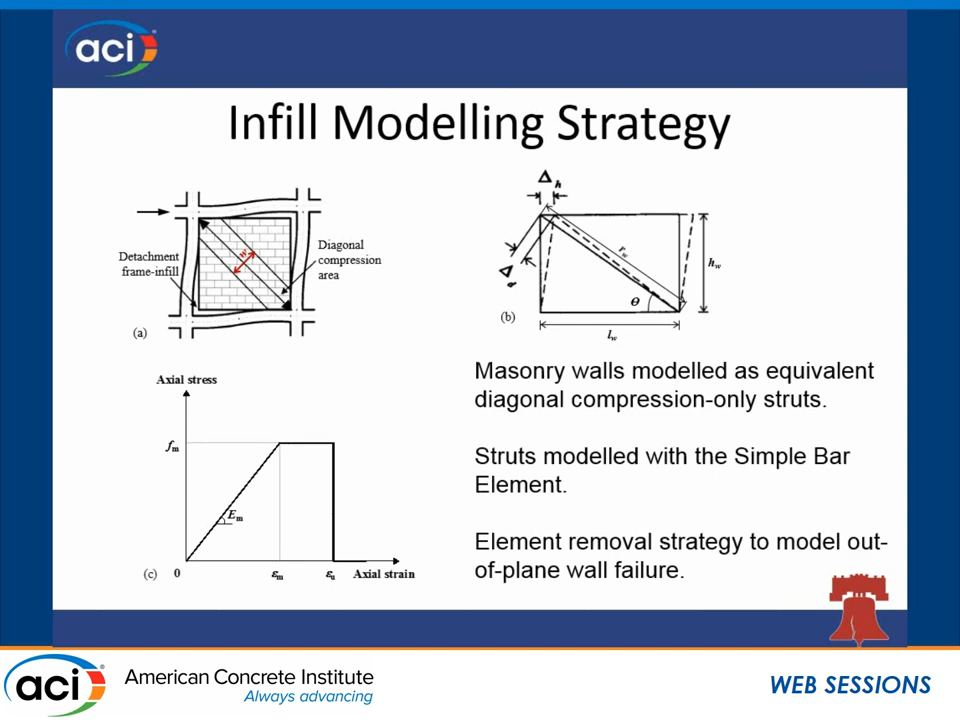 aci
Infill Modelling Strategy
Detachment
frame-infill
w
Diagonal
compression
area
(a)
Δh
Δd
rw
hw
θ
lw
(b)
Axial stress
fm
Em
(c)
0
εm
εu
Axial strain
Masonry walls modelled as equivalent
diagonal compression-only struts.
Struts modelled with the Simple Bar
Element.
Element removal strategy to model out-
of-plane wall failure.
aci
American Concrete Institute
Always advancing
WEB SESSIONS